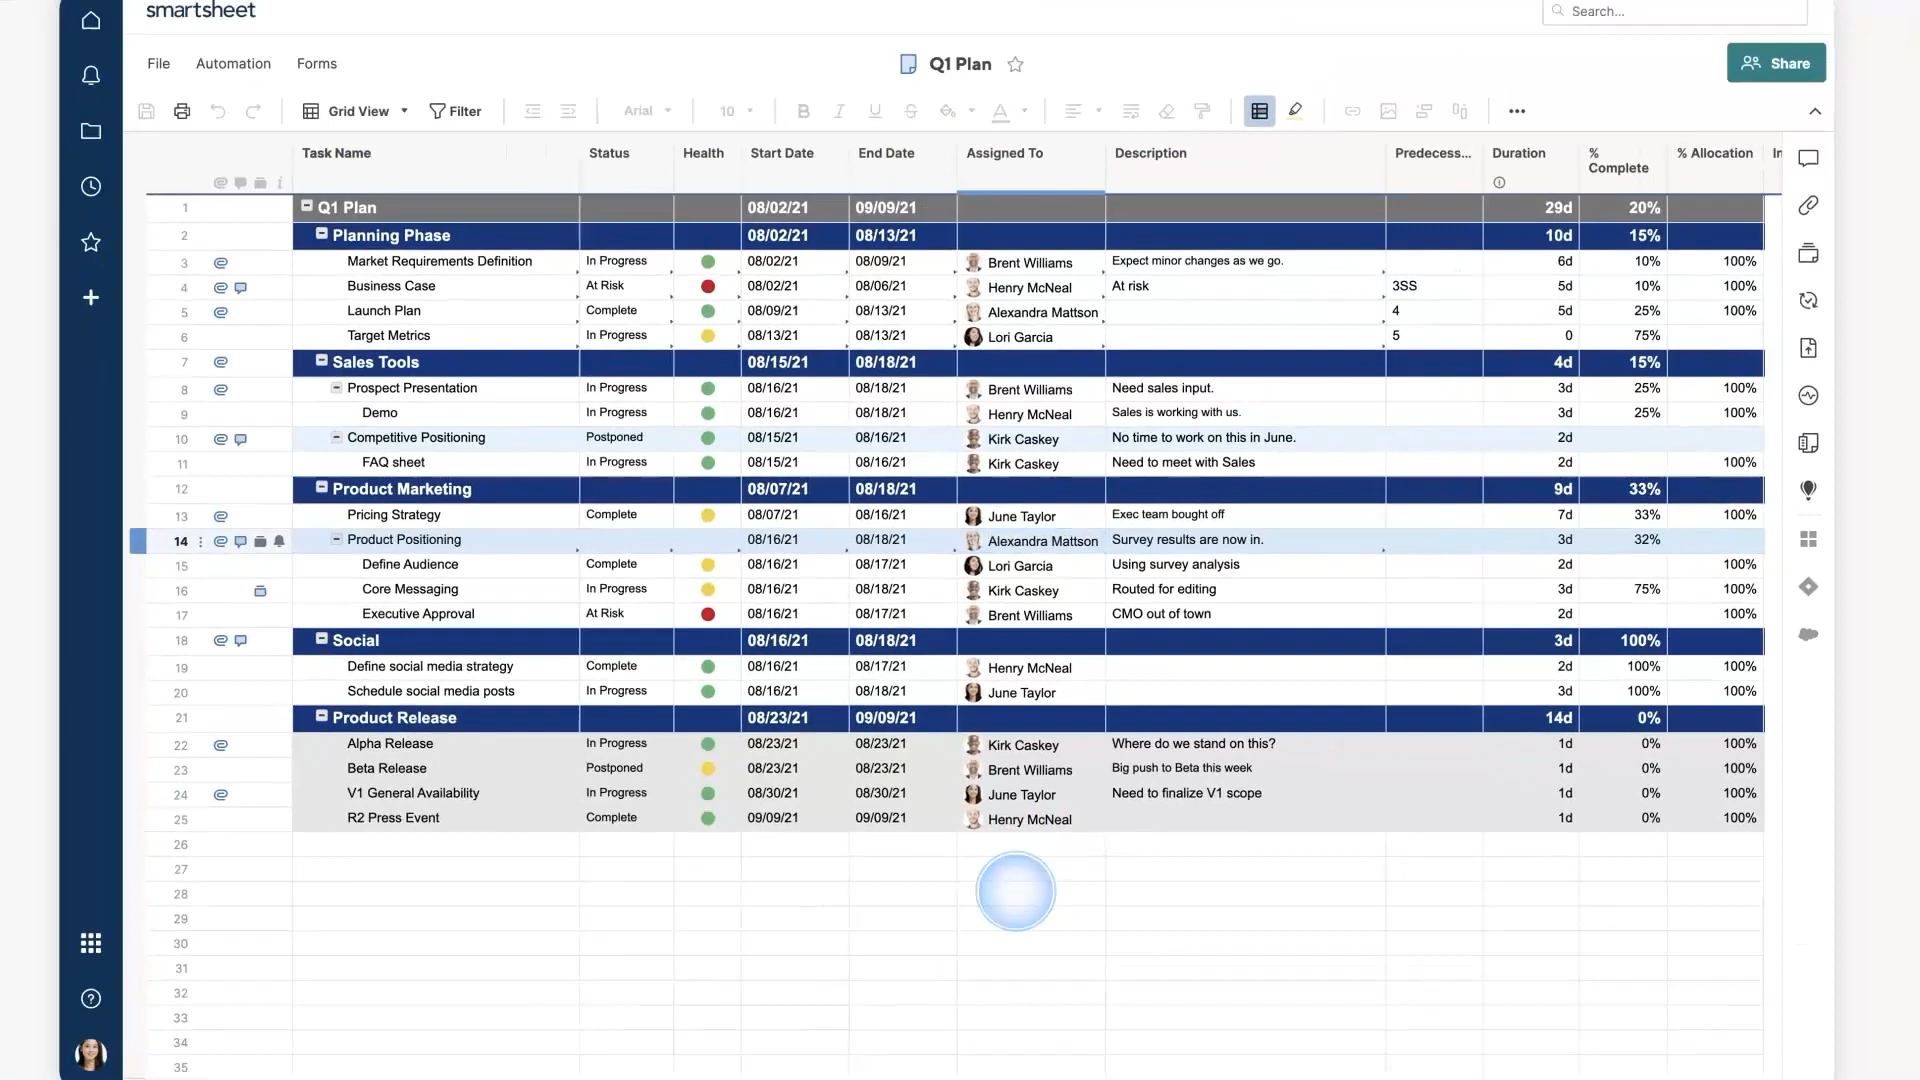 smartsheet
Search...
File Automation Forms
Q1 Plan
Share
Grid View Filter Arial 10 B I U S A
Task Name Status Health Start Date End Date Assigned To Description Predecess... Duration % Complete % Allocation In
1 Q1 Plan 08/02/21 09/09/21 29d 20%
2 Planning Phase 08/02/21 08/13/21 10d 15%
3 Market Requirements Definition In Progress 08/02/21 08/09/21 Brent Williams Expect minor changes as we go. 6d 10% 100%
4 Business Case At Risk 08/02/21 08/06/21 Henry McNeal At risk 3SS 5d 10% 100%
5 Launch Plan Complete 08/09/21 08/13/21 Alexandra Mattson 4 5d 25% 100%
6 Target Metrics In Progress 08/13/21 08/13/21 Lori Garcia 5 0 75%
7 Sales Tools 08/15/21 08/18/21 4d 15%
8 Prospect Presentation In Progress 08/16/21 08/18/21 Brent Williams Need sales input. 3d 25% 100%
9 Demo In Progress 08/16/21 08/18/21 Henry McNeal Sales is working with us. 3d 25% 100%
10 Competitive Positioning Postponed 08/15/21 08/16/21 Kirk Caskey No time to work on this in June. 2d
11 FAQ sheet In Progress 08/15/21 08/16/21 Kirk Caskey Need to meet with Sales 2d 100%
12 Product Marketing 08/07/21 08/18/21 9d 33%
13 Pricing Strategy Complete 08/07/21 08/16/21 June Taylor Exec team bought off 7d 33% 100%
14 Product Positioning 08/16/21 08/18/21 Alexandra Mattson Survey results are now in. 3d 32%
15 Define Audience Complete 08/16/21 08/17/21 Lori Garcia Using survey analysis 2d 100%
16 Core Messaging In Progress 08/16/21 08/18/21 Kirk Caskey Routed for editing 3d 75% 100%
17 Executive Approval At Risk 08/16/21 08/17/21 Brent Williams CMO out of town 2d 100%
18 Social 08/16/21 08/18/21 3d 100%
19 Define social media strategy Complete 08/16/21 08/17/21 Henry McNeal 2d 100% 100%
20 Schedule social media posts In Progress 08/16/21 08/18/21 June Taylor 3d 100% 100%
21 Product Release 08/23/21 09/09/21 14d 0%
22 Alpha Release In Progress 08/23/21 08/23/21 Kirk Caskey Where do we stand on this? 1d 0% 100%
23 Beta Release Postponed 08/23/21 08/23/21 Brent Williams Big push to Beta this week 1d 0% 100%
24 V1 General Availability In Progress 08/30/21 08/30/21 June Taylor Need to finalize V1 scope 1d 0% 100%
25 R2 Press Event Complete 09/09/21 09/09/21 Henry McNeal 1d 0% 100%
26
27
28
29
30
31
32
33
34
35